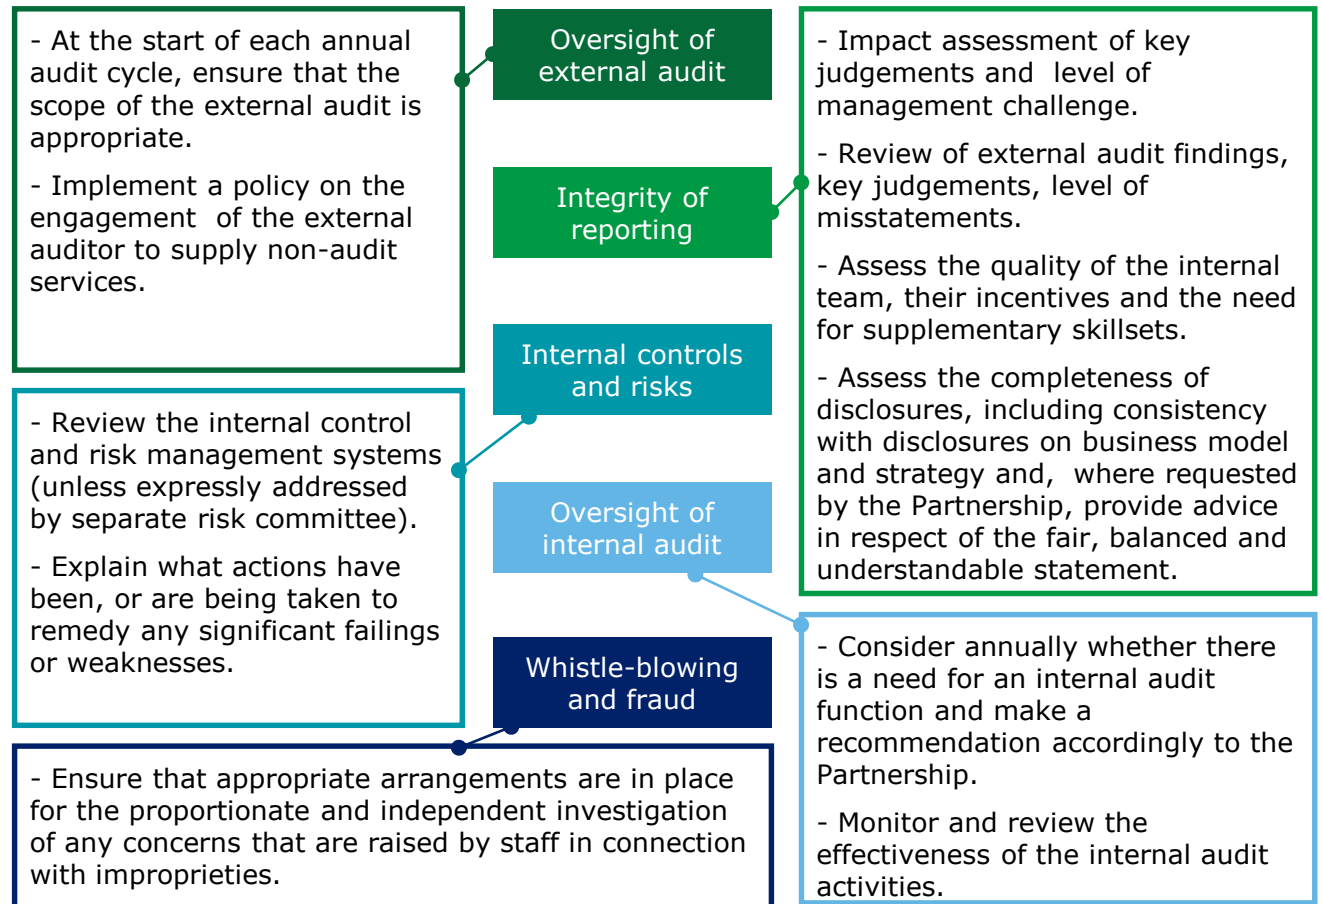 Oversight of
external audit
- At the start of each annual
audit cycle, ensure that the
scope of the external audit is
appropriate.
- Implement a policy on the
engagement  of the external
auditor to supply non-audit
services.
Integrity of
reporting
- Impact assessment of key
judgements and  level of
management challenge.
- Review of external audit findings,
key judgements, level of
misstatements.
- Assess the quality of the internal
team, their incentives and the need
for supplementary skillsets.
- Assess the completeness of
disclosures, including consistency
with disclosures on business model
and strategy and,  where requested
by the Partnership, provide advice
in respect of the fair, balanced and
understandable statement.
Internal controls
and risks
- Review the internal control
and risk management systems
(unless expressly addressed
by separate risk committee).
- Explain what actions have
been, or are being taken to
remedy any significant failings
or weaknesses.
Oversight of
internal audit
- Consider annually whether there
is a need for an internal audit
function and make a
recommendation accordingly to the
Partnership.
- Monitor and review the
effectiveness of the internal audit
activities.
Whistle-blowing
and fraud
- Ensure that appropriate arrangements are in place
for the proportionate and independent investigation
of any concerns that are raised by staff in connection
with improprieties.